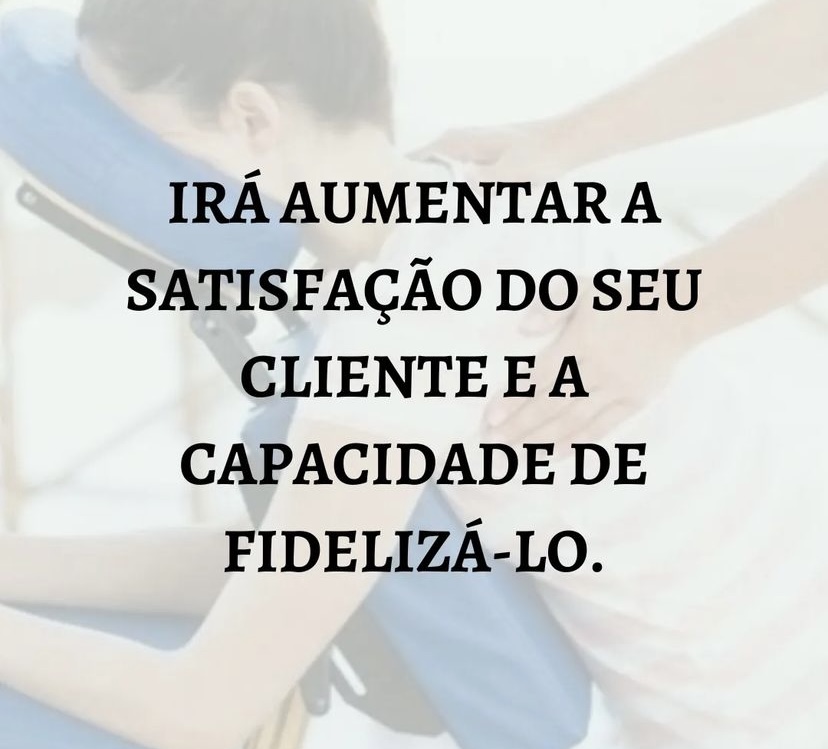 IRÁ AUMENTAR A
SATISFAÇÃO DO SEU
CLIENTE E A
CAPACIDADE DE
FIDELIZÁ-LO.